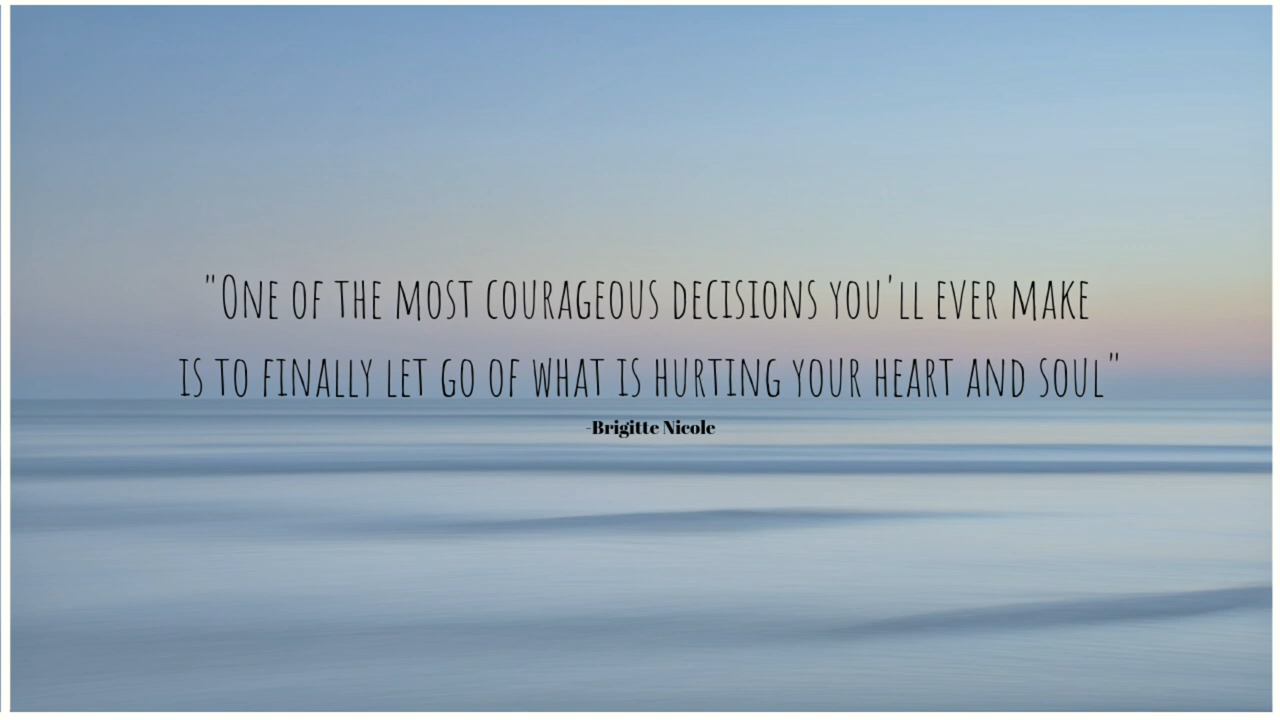 "One of the most courageous decisions you'll ever make
is to finally let go of what is hurting your heart and soul"
-Brigitte Nicole